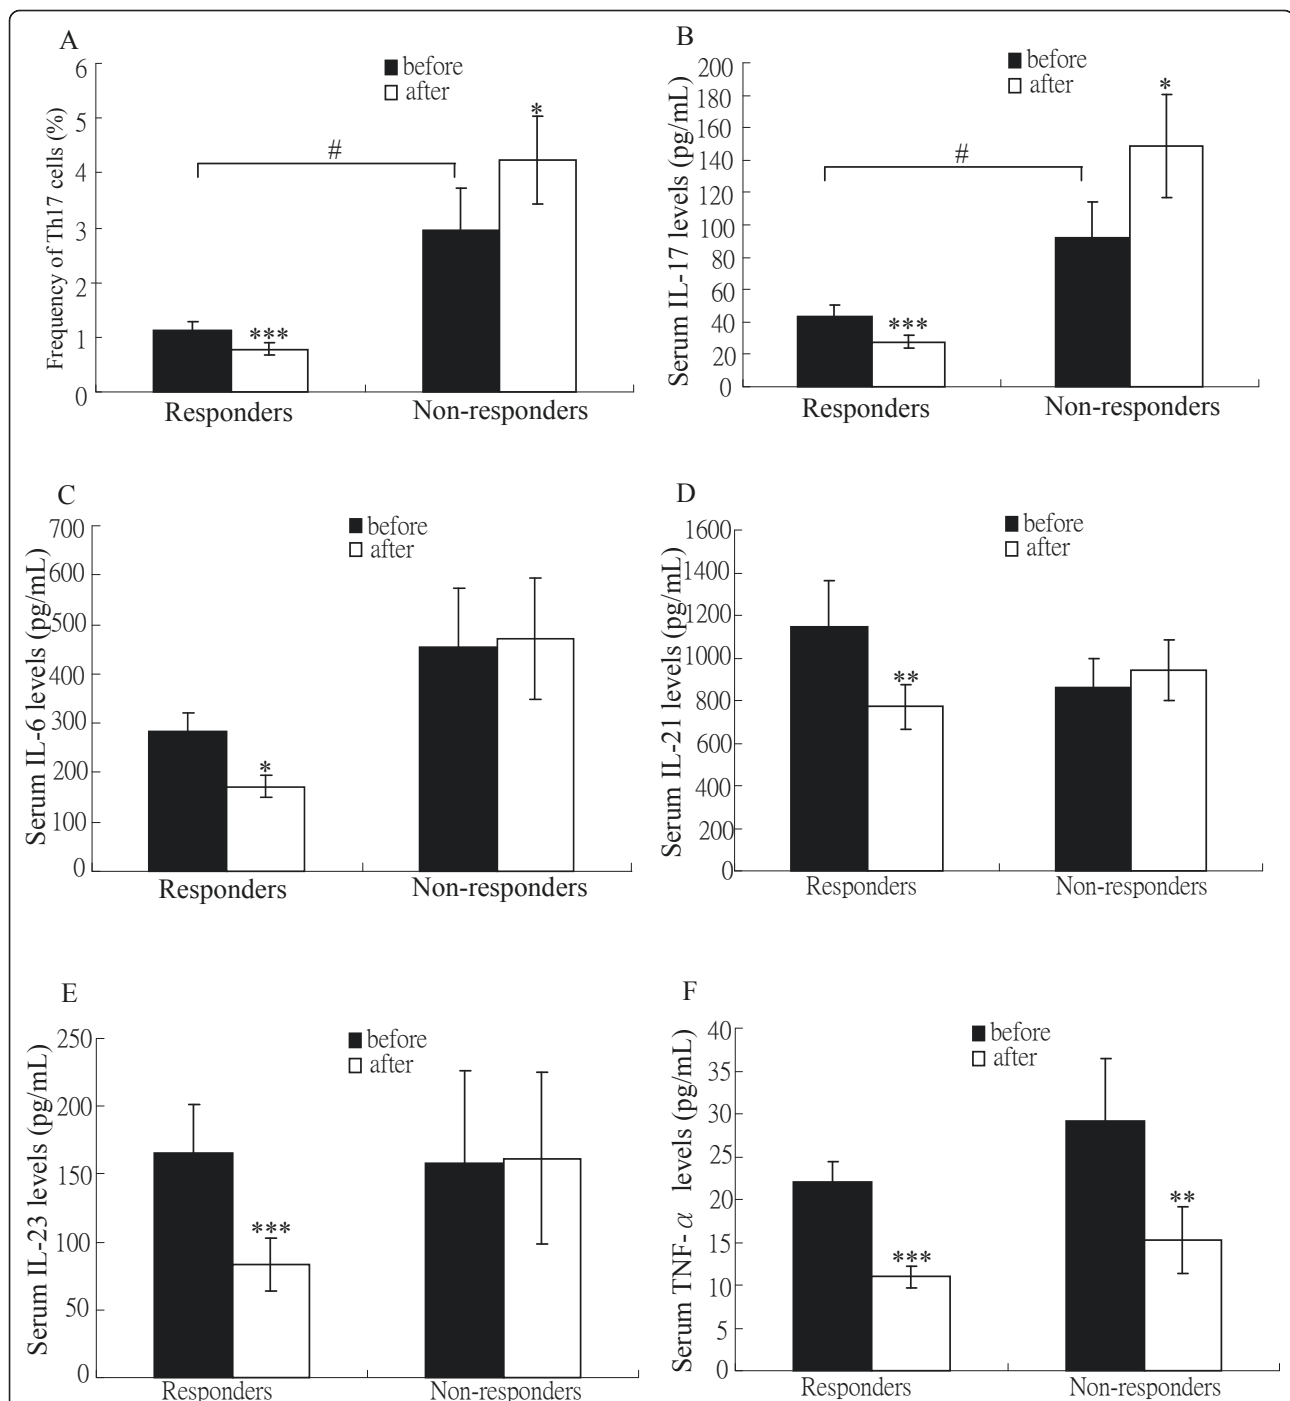 A
Frequency of Th17 cells (%)
6
5
4
3
2
1
0
before
after
#
***
*
Responders
Non-responders
B
Serum IL-17 levels (pg/mL)
200
180
160
140
120
100
80
60
40
20
0
before
after
#
***
*
Responders
Non-responders
C
Serum IL-6 levels (pg/mL)
700
600
500
400
300
200
100
0
before
after
*
Responders
Non-responders
D
Serum IL-21 levels (pg/mL)
1600
1400
1200
1000
800
600
400
200
0
before
after
**
Responders
Non-responders
E
Serum IL-23 levels (pg/mL)
250
200
150
100
50
0
before
after
***
Responders
Non-responders
F
Serum TNF-α levels (pg/mL)
40
35
30
25
20
15
10
5
0
before
after
***
**
Responders
Non-responders